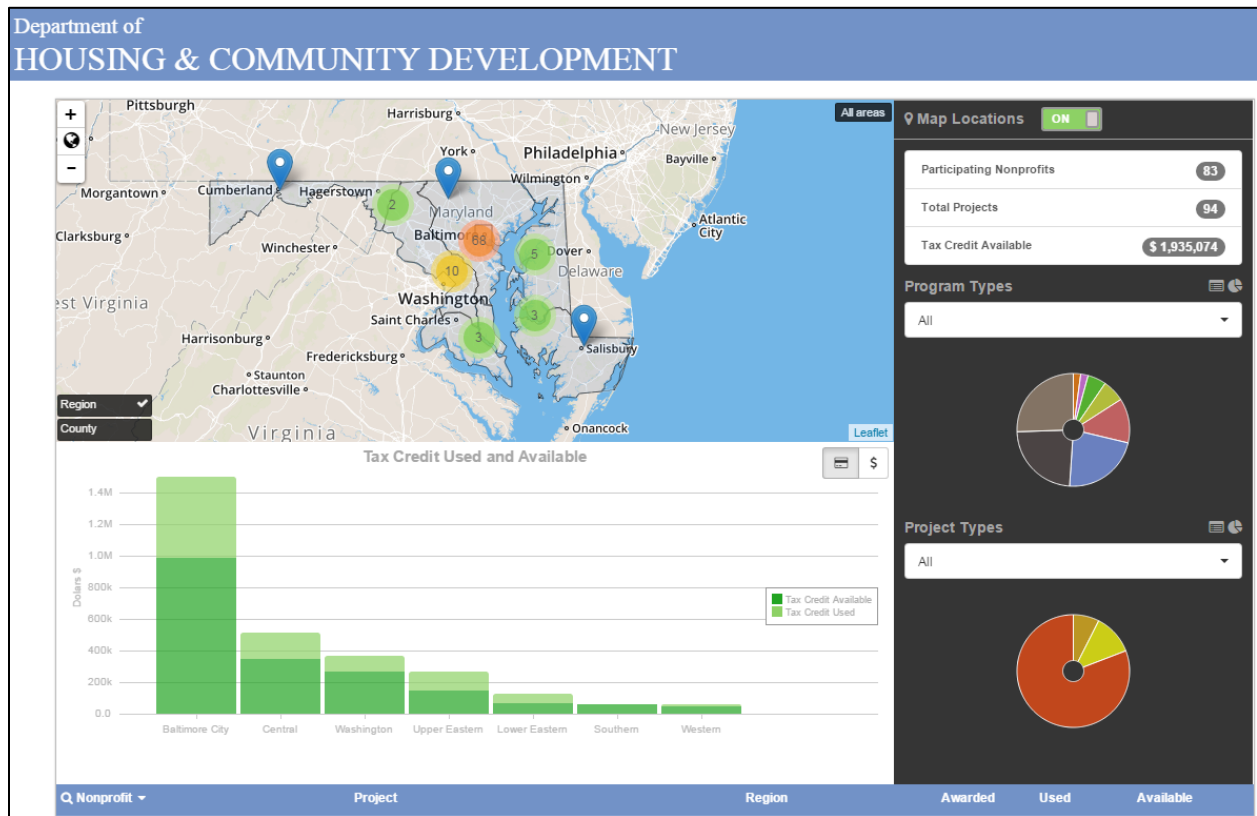 Department of
HOUSING & COMMUNITY DEVELOPMENT
+
−
All areas
Pittsburgh
Harrisburg
New Jersey
York
Philadelphia
Bayville
Wilmington
Morgantown
Cumberland
Hagerstown
2
Maryland
Atlantic
City
Clarksburg
Winchester
Baltimore
68
5
Dover
Delaware
10
est Virginia
Washington
Saint Charles
3
3
Harrisonburg
Fredericksburg
Salisbury
Staunton
Charlottesville
Region
County
Virginia
Onancock
Leaflet
Tax Credit Used and Available
$
1.4M
1.2M
1.0M
800k
600k
400k
200k
0.0
Dolars $
Tax Credit Available
Tax Credit Used
Baltimore City Central Washington Upper Eastern Lower Eastern Southern Western
Map Locations ON
Participating Nonprofits 83
Total Projects 94
Tax Credit Available $ 1,935,074
Program Types
All
Project Types
All
Nonprofit Project Region Awarded Used Available